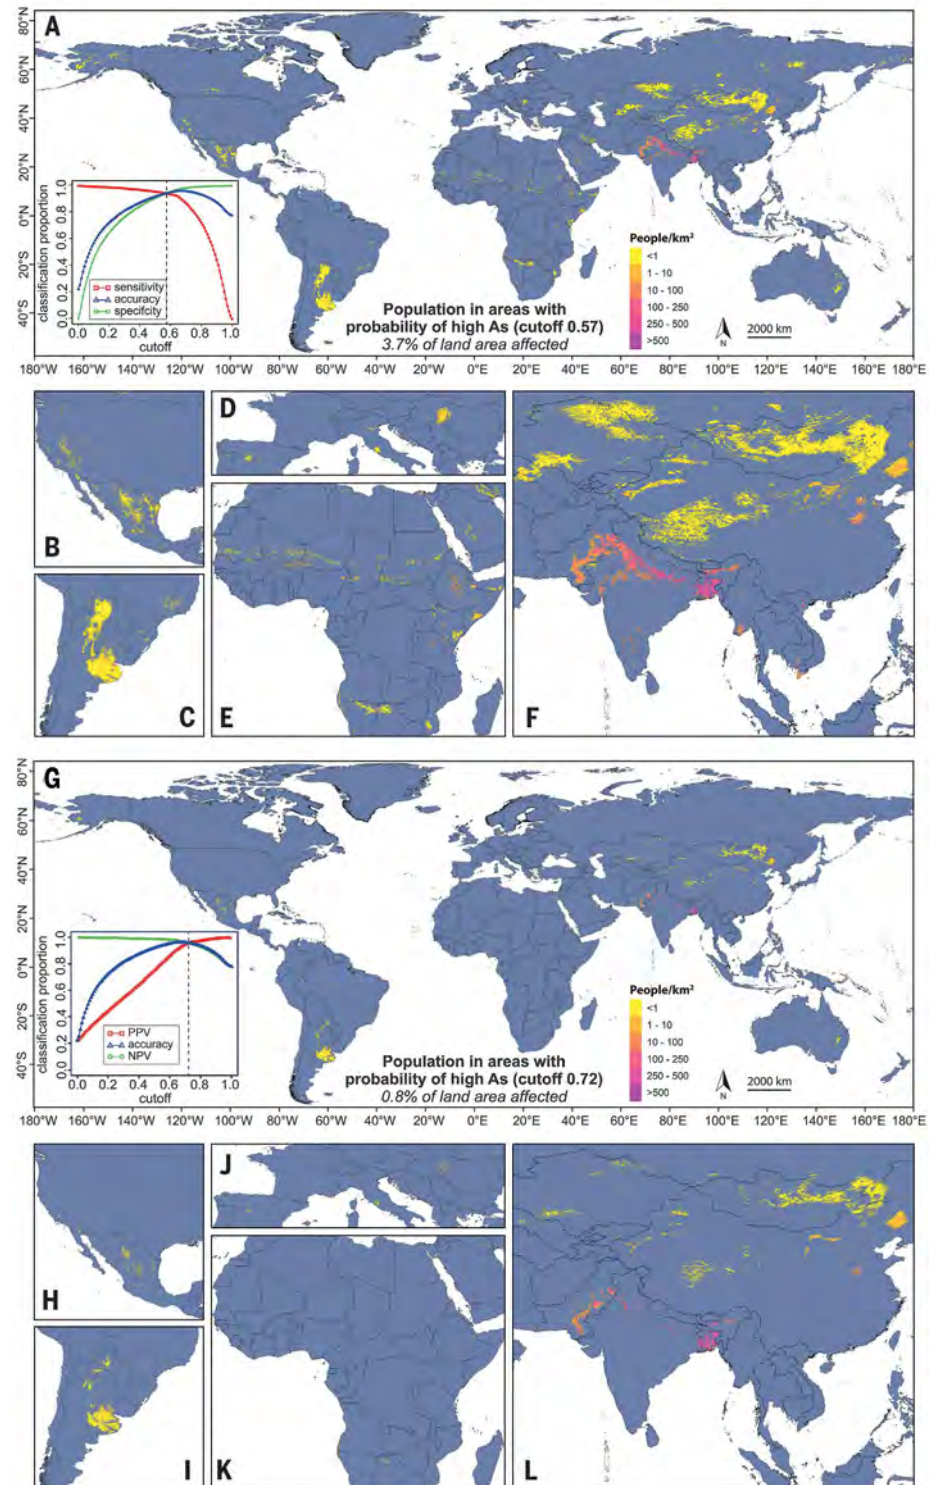 A
80°N
60°N
40°N
20°N
0°N
20°S
40°S
classification proportion
1.0
0.8
0.6
0.4
0.2
0.0
sensitivity
accuracy
specifcity
0.0 0.2 0.4 0.6 0.8 1.0
cutoff
Population in areas with
probability of high As (cutoff 0.57)
3.7% of land area affected
People/km²
<1
1 - 10
10 - 100
100 - 250
250 - 500
>500
N
2000 km
180°W 160°W 140°W 120°W 100°W 80°W 60°W 40°W 20°W 0°E 20°E 40°E 60°E 80°E 100°E 120°E 140°E 160°E 180°E
B
D
C
E
F
G
80°N
60°N
40°N
20°N
0°N
20°S
40°S
classification proportion
1.0
0.8
0.6
0.4
0.2
0.0
PPV
accuracy
NPV
0.0 0.2 0.4 0.6 0.8 1.0
cutoff
Population in areas with
probability of high As (cutoff 0.72)
0.8% of land area affected
People/km²
<1
1 - 10
10 - 100
100 - 250
250 - 500
>500
N
2000 km
180°W 160°W 140°W 120°W 100°W 80°W 60°W 40°W 20°W 0°E 20°E 40°E 60°E 80°E 100°E 120°E 140°E 160°E 180°E
H
J
I
K
L